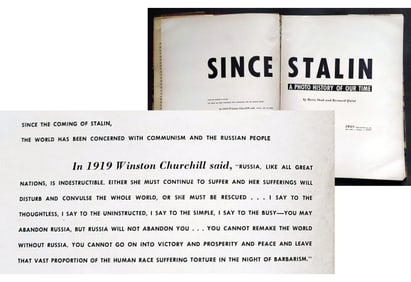 SINCE STALIN
A PHOTO HISTORY OF OUR TIME
by Boris Shub and Bernard Quint
SINCE THE COMING OF STALIN,
THE WORLD HAS BEEN CONCERNED WITH COMMUNISM AND THE RUSSIAN PEOPLE
In 1919 Winston Churchill said, “RUSSIA, LIKE ALL GREAT
NATIONS, IS INDESTRUCTIBLE. EITHER SHE MUST CONTINUE TO SUFFER AND HER SUFFERINGS WILL
DISTURB AND CONVULSE THE WHOLE WORLD, OR SHE MUST BE RESCUED . . . I SAY TO THE
THOUGHTLESS, I SAY TO THE UNINSTRUCTED, I SAY TO THE SIMPLE, I SAY TO THE BUSY—YOU MAY
ABANDON RUSSIA, BUT RUSSIA WILL NOT ABANDON YOU . . . YOU CANNOT REMAKE THE WORLD
WITHOUT RUSSIA. YOU CANNOT GO ON INTO VICTORY AND PROSPERITY AND PEACE AND LEAVE
THAT VAST PROPORTION OF THE HUMAN RACE SUFFERING TORTURE IN THE NIGHT OF BARBARISM.”